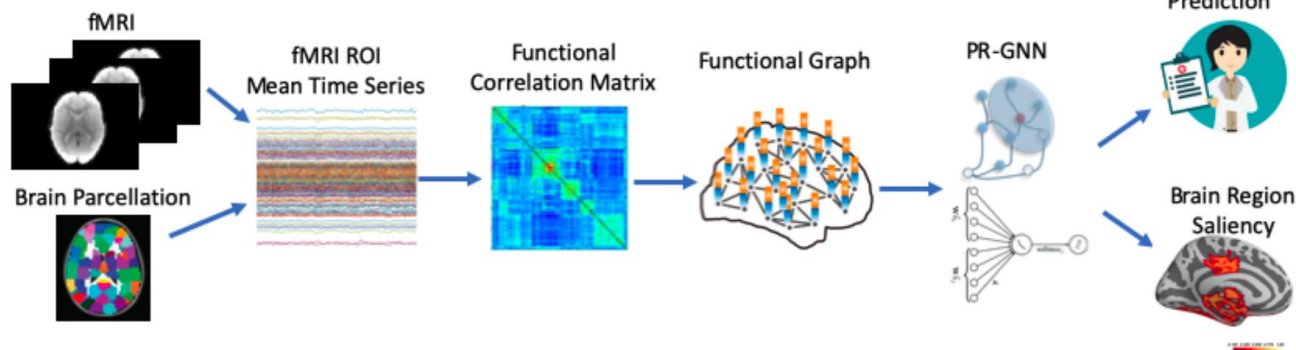 fMRI
Brain Parcellation
fMRI ROI
Mean Time Series
Functional
Correlation Matrix
Functional Graph
PR-GNN
Prediction
Brain Region
Saliency